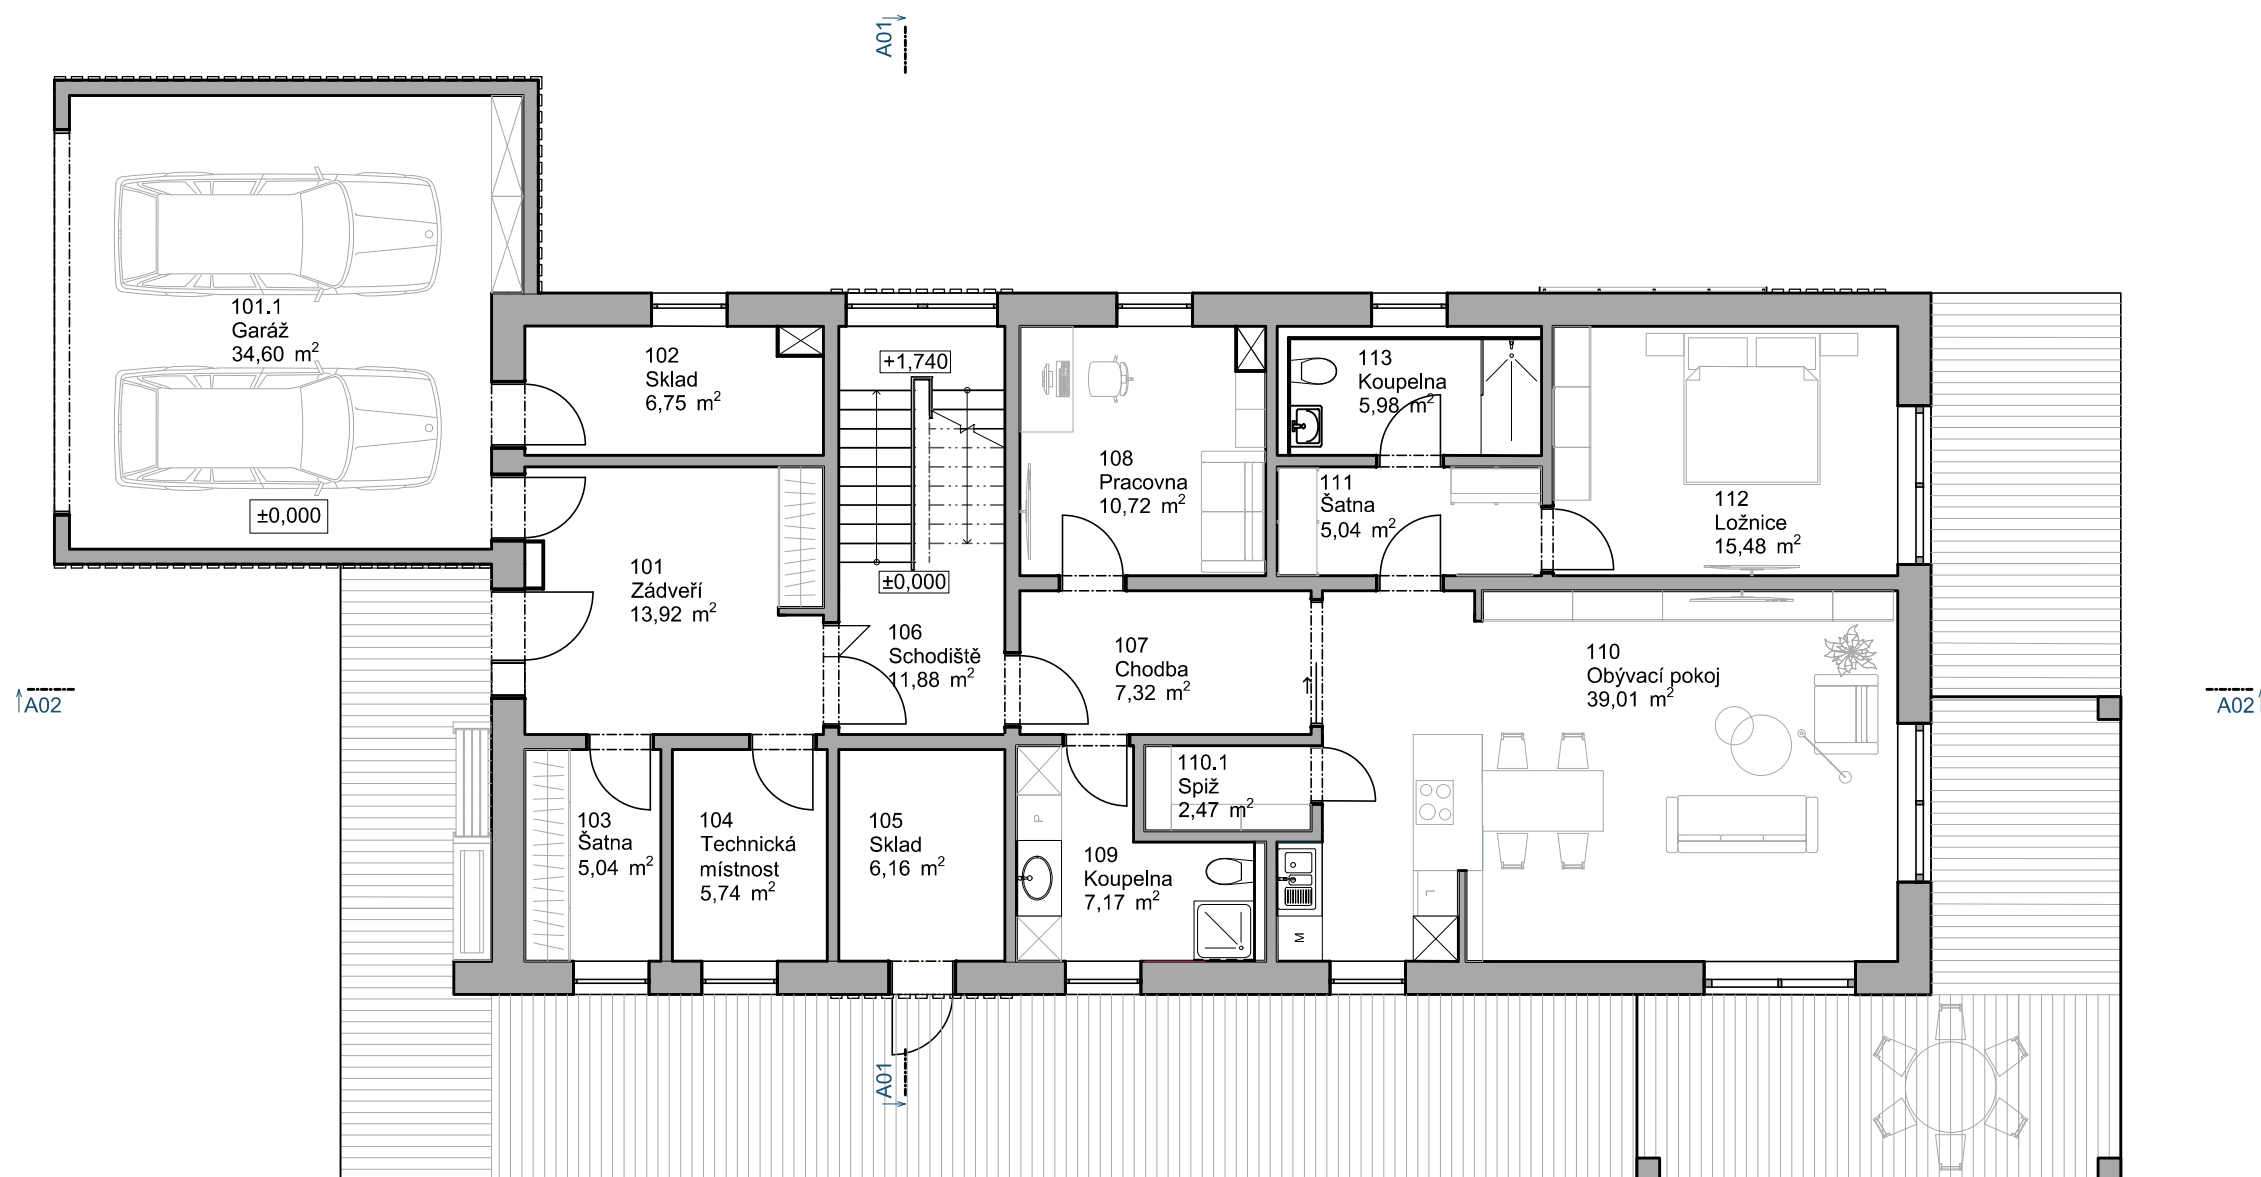 A01
101.1
Garáž
34,60 m²
±0,000
102
Sklad
6,75 m²
+1,740
±0,000
101
Zádveří
13,92 m²
106
Schodiště
11,88 m²
108
Pracovna
10,72 m²
113
Koupelna
5,98 m²
111
Šatna
5,04 m²
112
Ložnice
15,48 m²
107
Chodba
7,32 m²
110
Obývací pokoj
39,01 m²
A02
A02
103
Šatna
5,04 m²
104
Technická
místnost
5,74 m²
105
Sklad
6,16 m²
P
109
Koupelna
7,17 m²
110.1
Spiž
2,47 m²
M
L
A01